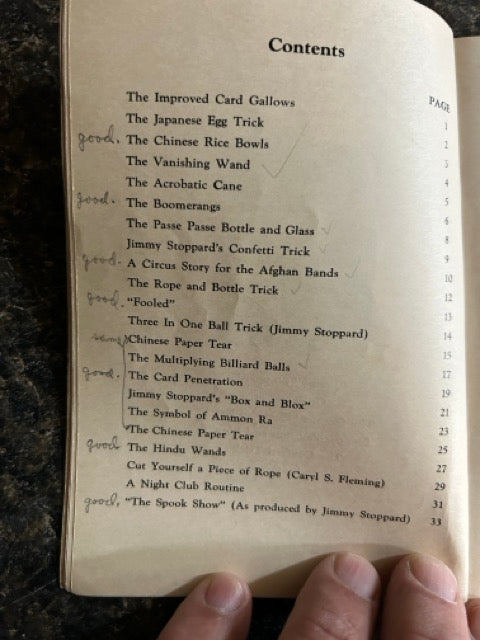 Contents
PAGE
The Improved Card Gallows 1
The Japanese Egg Trick 2
good. The Chinese Rice Bowls 3
The Vanishing Wand 4
The Acrobatic Cane 5
good. The Boomerangs 6
The Passe Passe Bottle and Glass 8
Jimmy Stoppard's Confetti Trick 9
good. A Circus Story for the Afghan Bands 10
The Rope and Bottle Trick 12
good. "Fooled" 13
Three In One Ball Trick (Jimmy Stoppard) 14
same Chinese Paper Tear 15
The Multiplying Billiard Balls 17
good. The Card Penetration 19
Jimmy Stoppard's "Box and Blox" 21
The Symbol of Ammon Ra 23
The Chinese Paper Tear 25
good The Hindu Wands 27
Cut Yourself a Piece of Rope (Caryl S. Fleming) 29
A Night Club Routine 31
good, "The Spook Show" (As produced by Jimmy Stoppard) 33